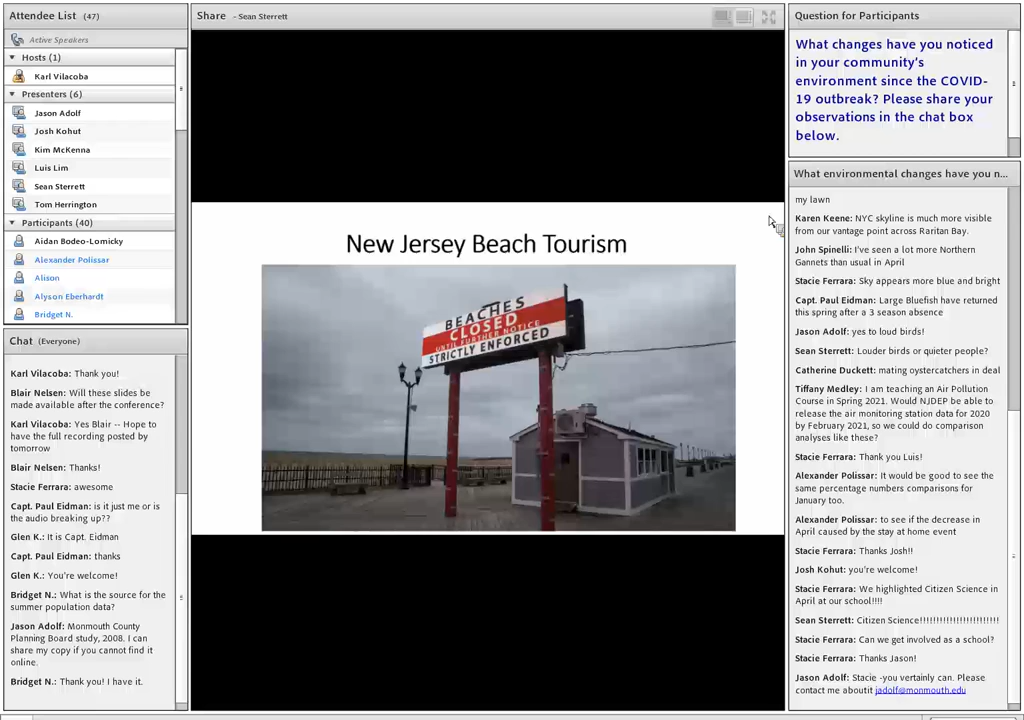 Attendee List (47)
Active Speakers
Hosts (1)
Karl Vilacoba
Presenters (6)
Jason Adolf
Josh Kohut
Kim McKenna
Luis Lim
Sean Sterrett
Tom Herrington
Participants (40)
Aidan Bodeo-Lomicky
Alexander Polissar
Alison
Alyson Eberhardt
Bridget N.
Chat (Everyone)
Karl Vilacoba: Thank you!
Blair Nelsen: Will these slides be
made available after the conference?
Karl Vilacoba: Yes Blair -- Hope to
have the full recording posted by
tomorrow
Blair Nelsen: Thanks!
Stacie Ferrara: awesome
Capt. Paul Eidman: is it just me or is
the audio breaking up??
Glen K.: It is Capt. Eidman
Capt. Paul Eidman: thanks
Glen K.: You're welcome!
Bridget N.: What is the source for the
summer population data?
Jason Adolf: Monmouth County
Planning Board study, 2008. I can
share my copy if you cannot find it
online.
Bridget N.: Thank you! I have it.
Share - Sean Sterrett
New Jersey Beach Tourism
BEACHES
CLOSED
UNTIL FURTHER NOTICE
STRICTLY ENFORCED
Question for Participants
What changes have you noticed
in your community's
environment since the COVID-
19 outbreak? Please share your
observations in the chat box
below.
What environmental changes have you n...
my lawn
Karen Keene: NYC skyline is much more visible
from our vantage point across Raritan Bay.
John Spinelli: I've seen a lot more Northern
Gannets than usual in April
Stacie Ferrara: Sky appears more blue and bright
Capt. Paul Eidman: Large Bluefish have returned
this spring after a 3 season absence
Jason Adolf: yes to loud birds!
Sean Sterrett: Louder birds or quieter people?
Catherine Duckett: mating oystercatchers in deal
Tiffany Medley: I am teaching an Air Pollution
Course in Spring 2021. Would NJDEP be able to
release the air monitoring station data for 2020
by February 2021, so we could do comparison
analyses like these?
Stacie Ferrara: Thank you Luis!
Alexander Polissar: It would be good to see the
same percentage numbers comparisons for
January too.
Alexander Polissar: to see if the decrease in
April caused by the stay at home event
Stacie Ferrara: Thanks Josh!!
Josh Kohut: you're welcome!
Stacie Ferrara: We highlighted Citizen Science in
April at our school!!!!
Sean Sterrett: Citizen Science!!!!!!!!!!!!!!!!!!!!!!!!
Stacie Ferrara: Can we get involved as a school?
Stacie Ferrara: Thanks Jason!
Jason Adolf: Stacie -you vertainly can. Please
contact me aboutit jadolf@monmouth.edu